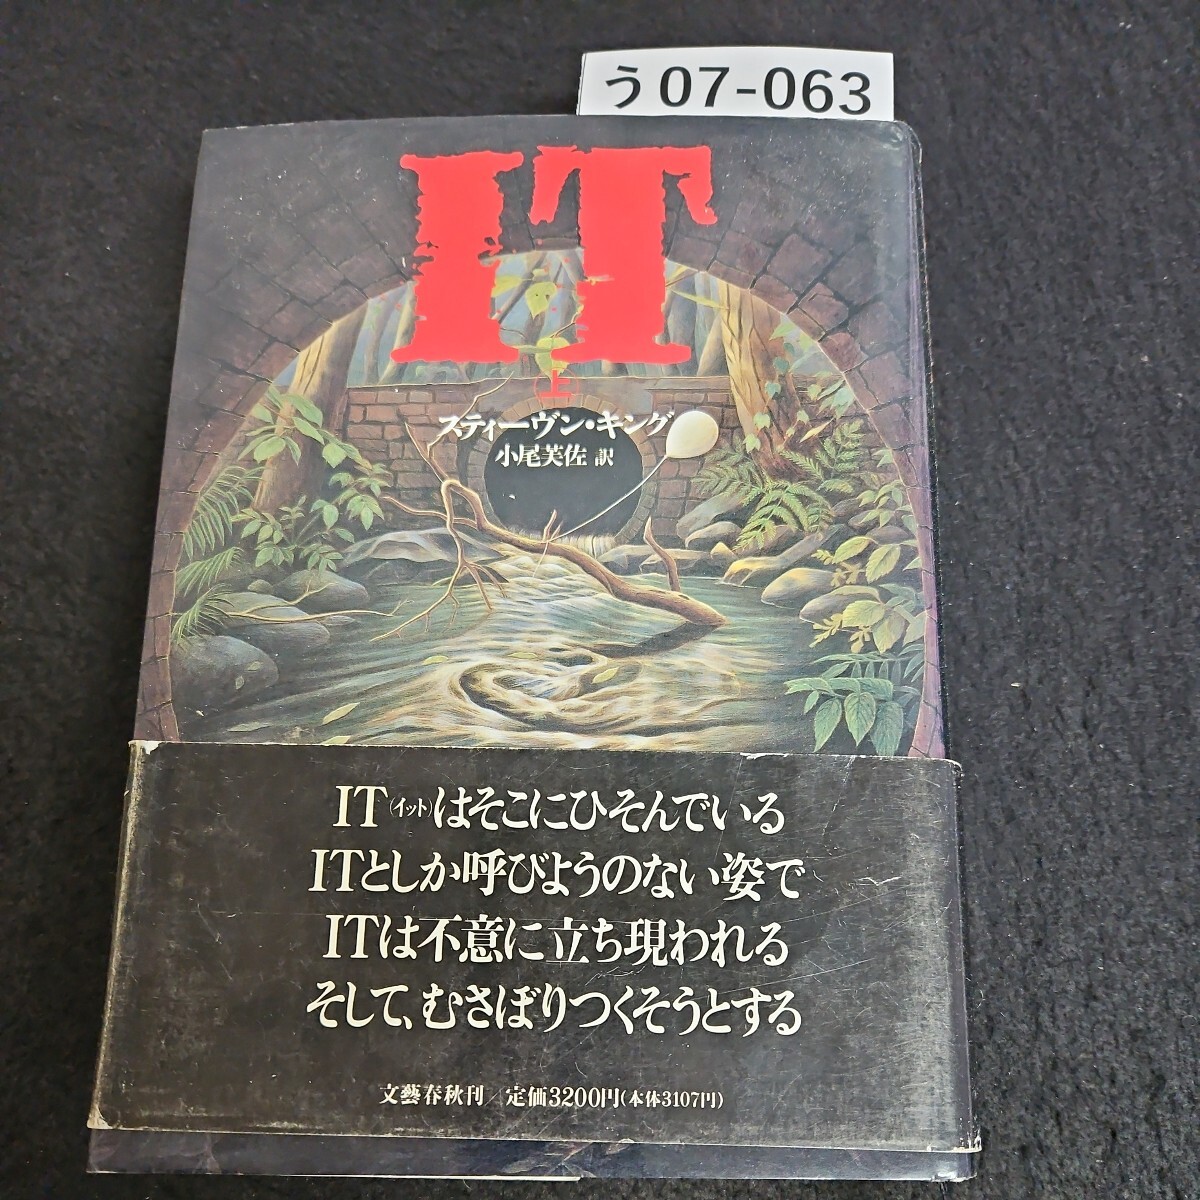 う07-063
IT
上
スティーヴン・キング
小尾芙佐 訳
IT(イット)はそこにひそんでいる
ITとしか呼びようのない姿で
ITは不意に立ち現われる
そして、むさぼりつくそうとする
文藝春秋刊/定価3200円(本体3107円)